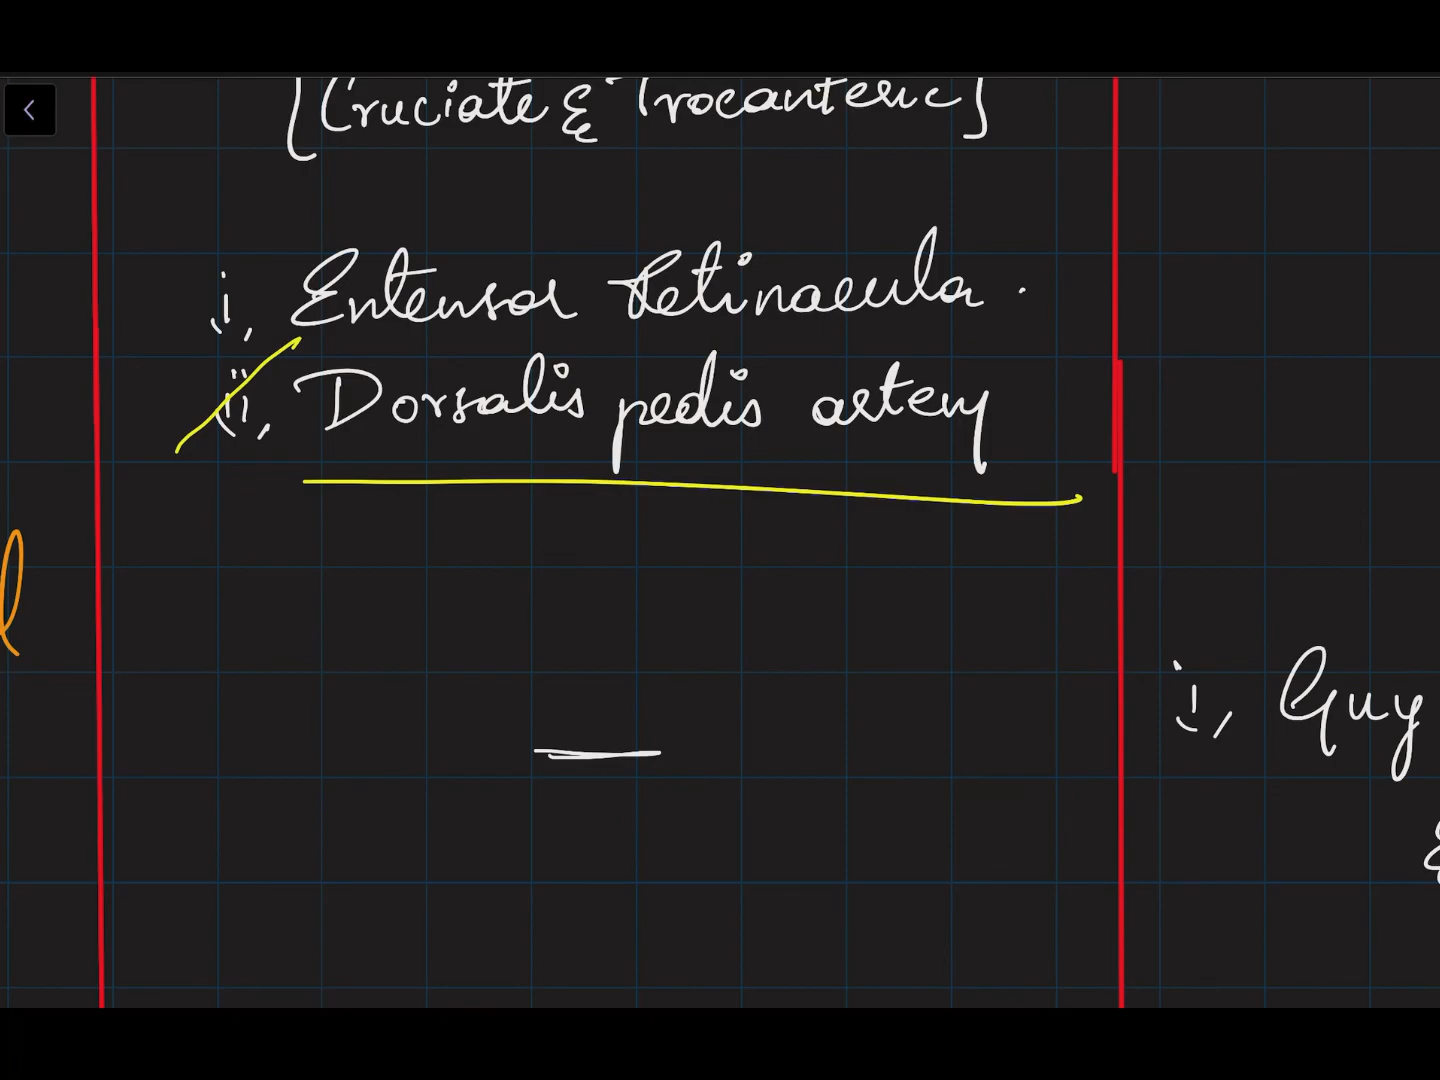 [Cruciate & Trocanteric]
i, Extensor Retinacula.
ii, Dorsalis pedis artery
i, Guy
&